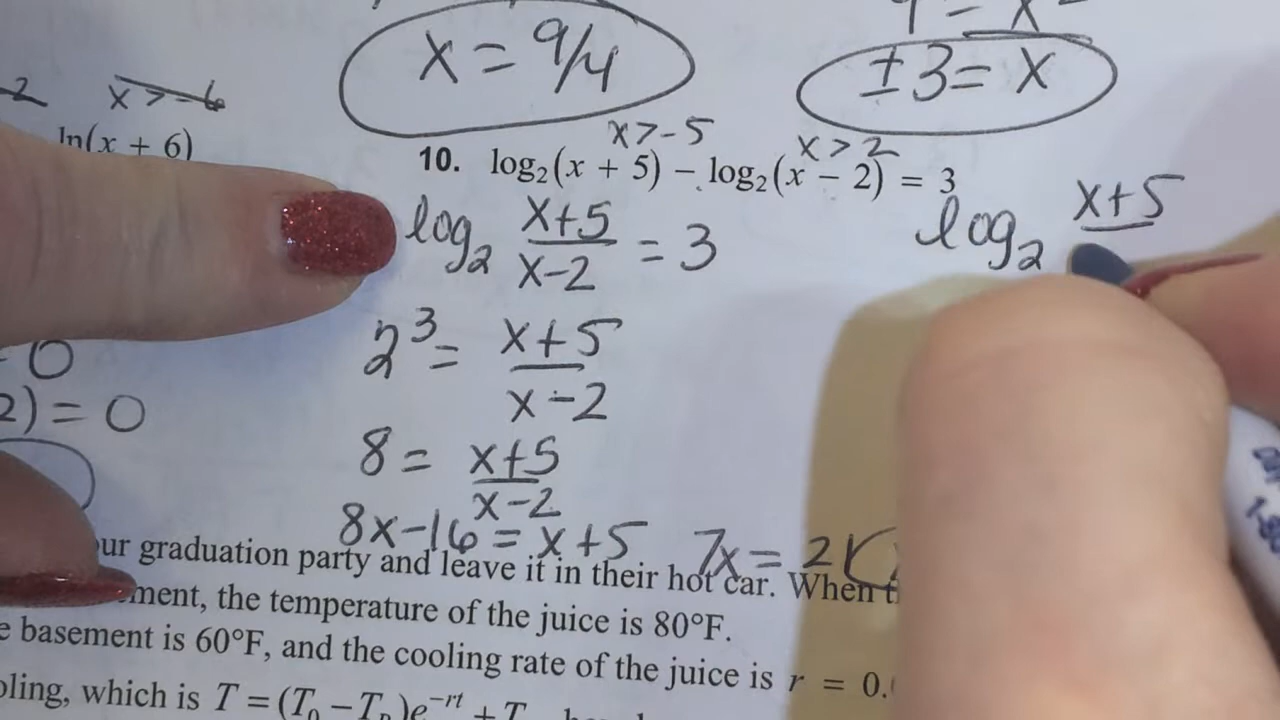 x = 9/4
±3 = x
x > -6
ln(x + 6)
x > -5
x > 2
10. log₂(x + 5) - log₂(x - 2) = 3
log₂ x+5/x-2 = 3
log₂ x+5
2³ = x+5/x-2
0
2) = 0
8 = x+5/x-2
8x-16 = x+5
7x = 21
ur graduation party and leave it in their hot car. When t
ment, the temperature of the juice is 80°F.
e basement is 60°F, and the cooling rate of the juice is r = 0.
oling, which is T = (T₀ - T
)e⁻ʳᵗ + T